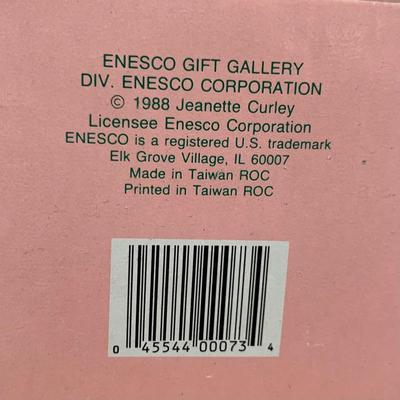 ENESCO GIFT GALLERY
DIV. ENESCO CORPORATION
© 1988 Jeanette Curley
Licensee Enesco Corporation
ENESCO is a registered U.S. trademark
Elk Grove Village, IL 60007
Made in Taiwan ROC
Printed in Taiwan ROC
0 45544 00073 4